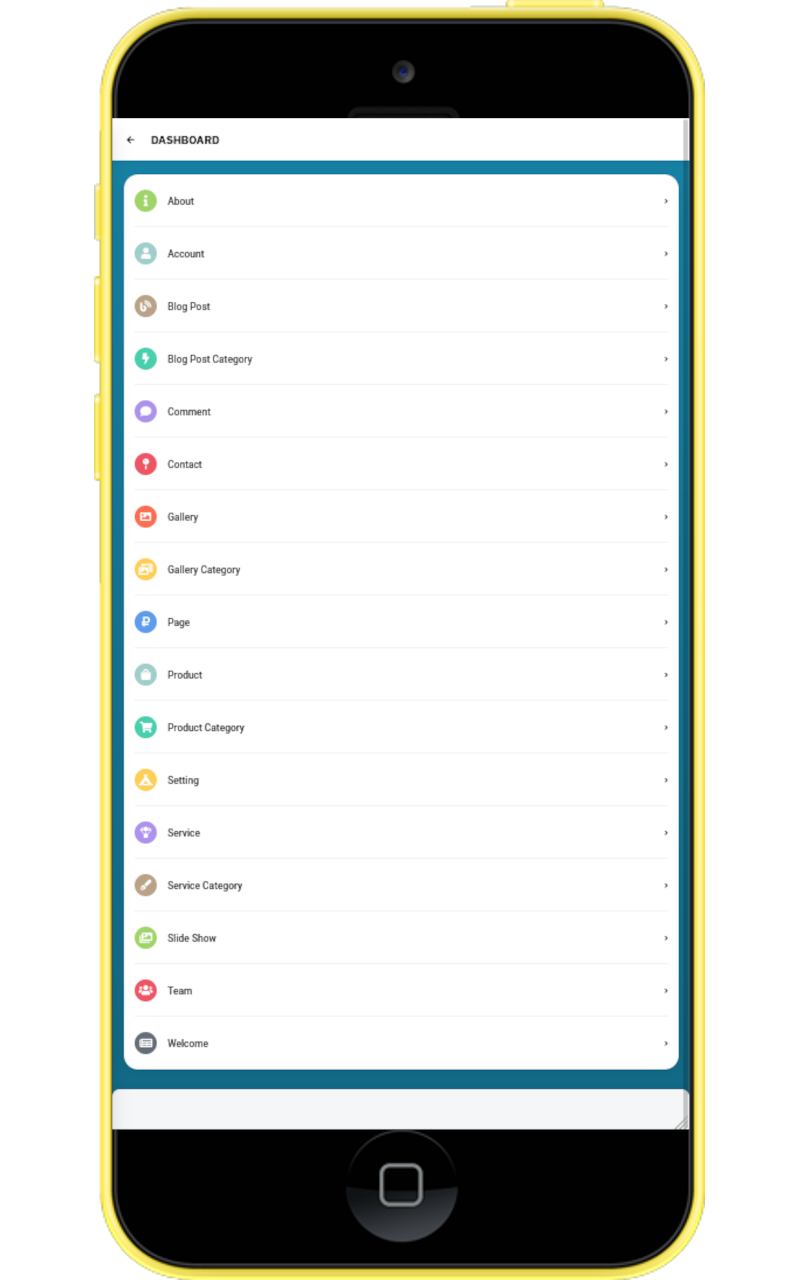 DASHBOARD
About
Account
Blog Post
Blog Post Category
Comment
Contact
Gallery
Gallery Category
Page
Product
Product Category
Setting
Service
Service Category
Slide Show
Team
Welcome